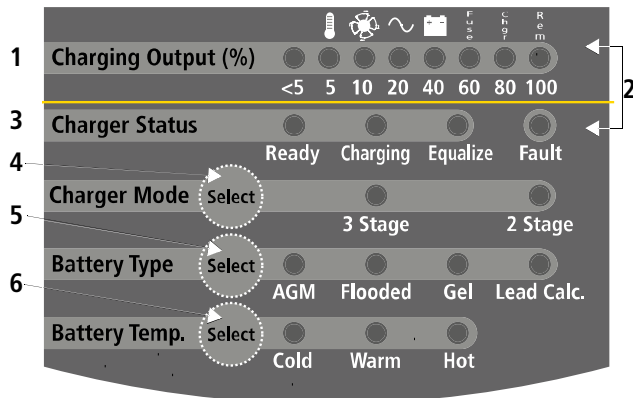 Fuse Chgr Rem
1 Charging Output (%)
<5 5 10 20 40 60 80 100
2
3 Charger Status
Ready Charging Equalize Fault
4
Charger Mode Select
3 Stage 2 Stage
5
Battery Type Select
AGM Flooded Gel Lead Calc.
6
Battery Temp. Select
Cold Warm Hot